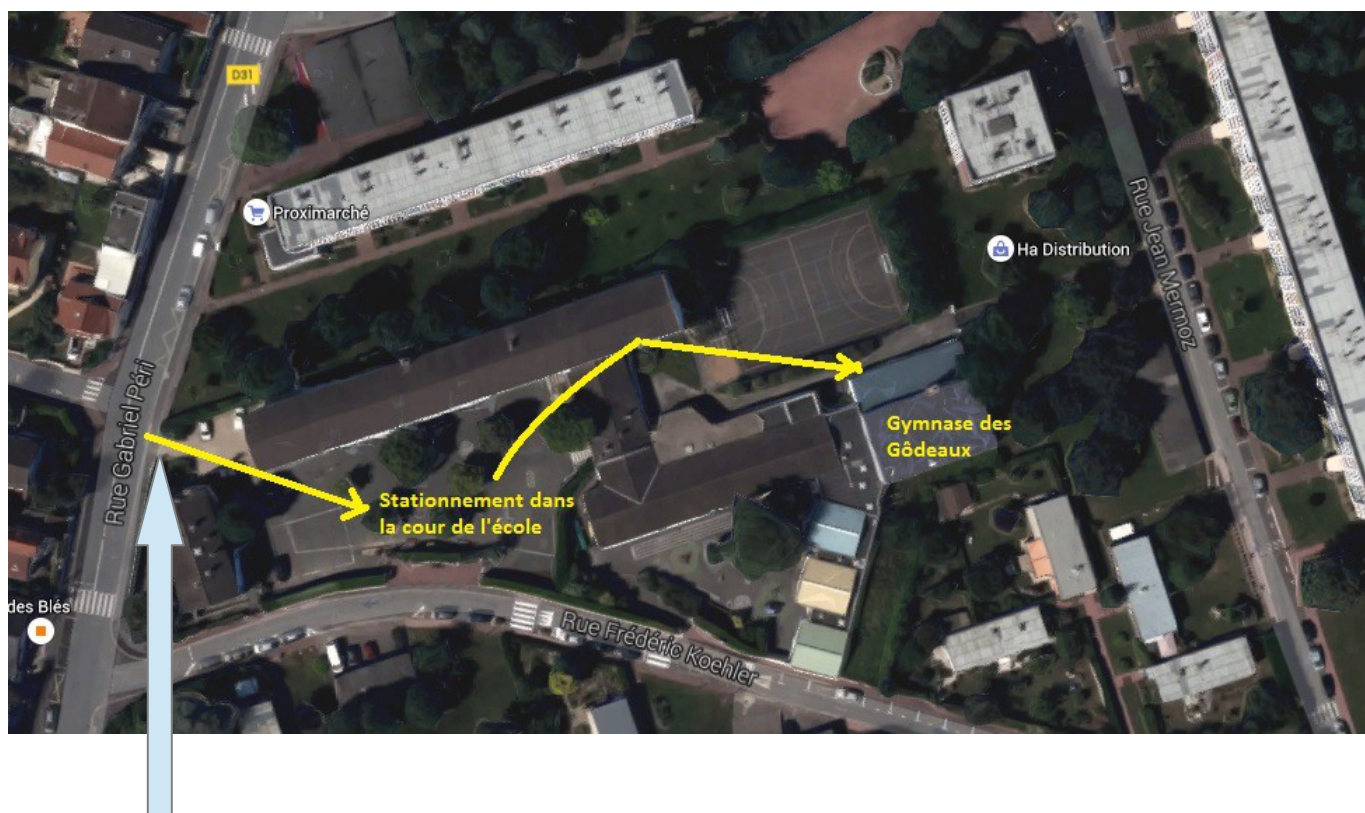 D31
Proximarché
Ha Distribution
Rue Jean Mermoz
Rue Gabriel Péri
Gymnase des
Gôdeaux
Stationnement dans
la cour de l'école
des Blés
Rue Frédéric Koehler